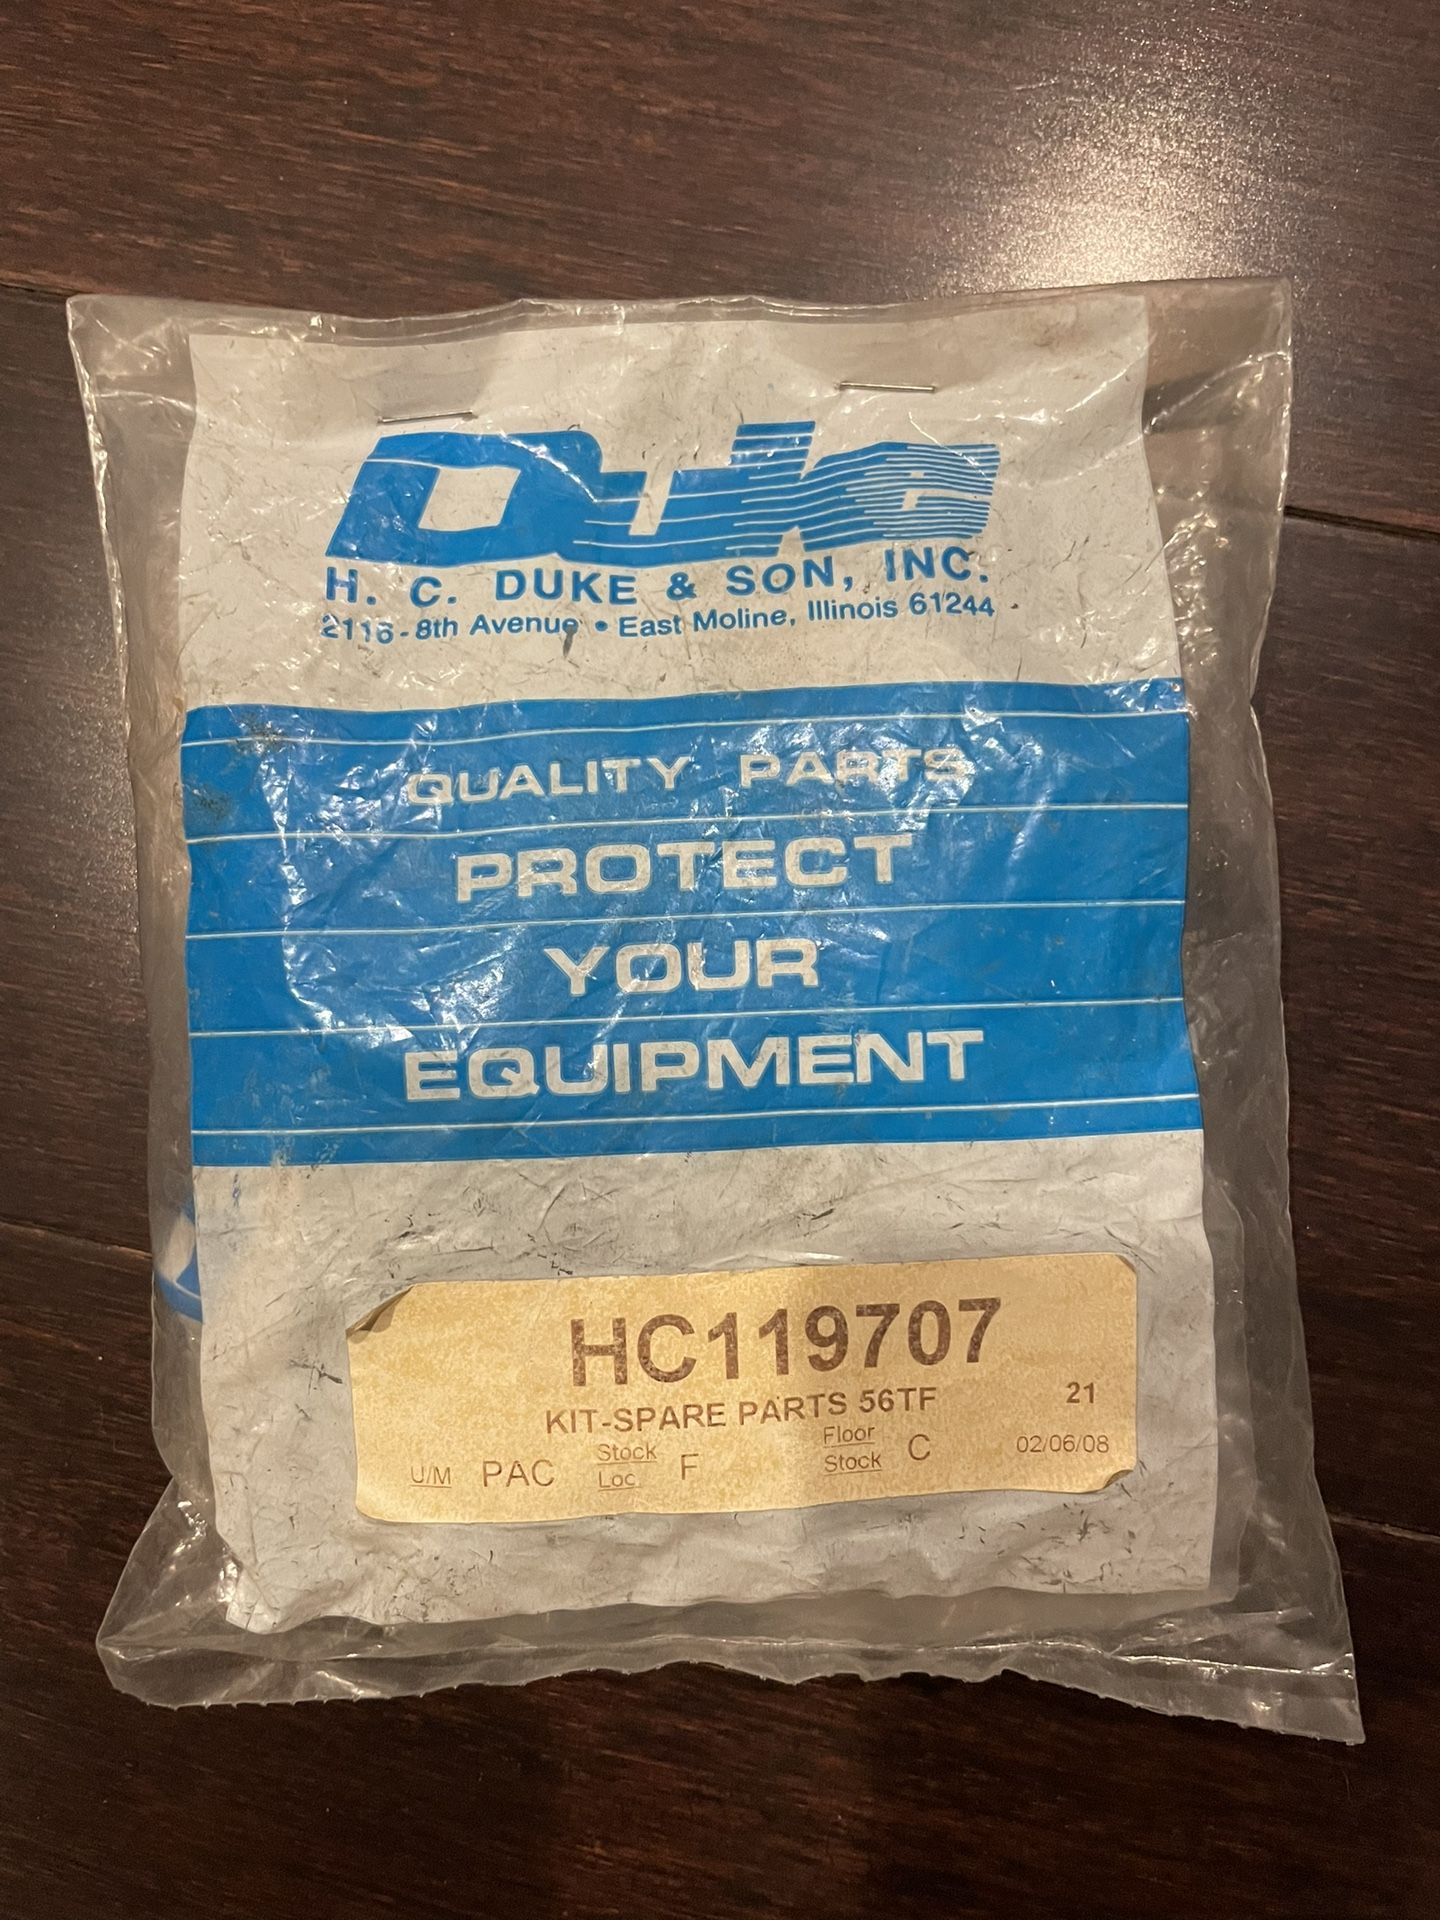 Duke
H. C. DUKE & SON, INC.
2116-8th Avenue • East Moline, Illinois 61244
QUALITY PARTS
PROTECT
YOUR
EQUIPMENT
HC119707
KIT-SPARE PARTS 56TF 21
U/M PAC Stock Loc F Floor Stock C 02/06/08